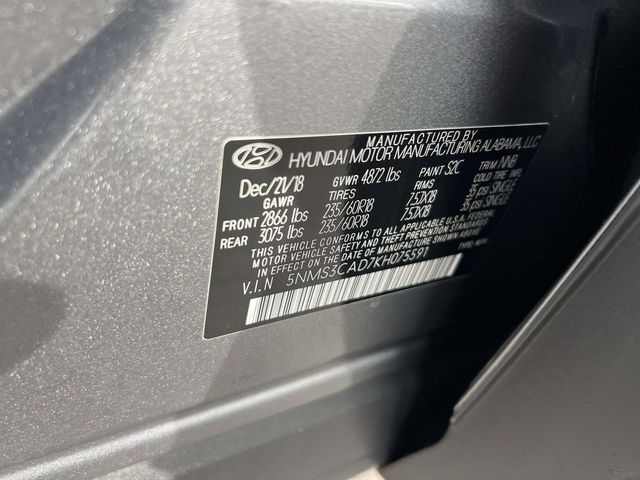 MANUFACTURED BY
HYUNDAI MOTOR MANUFACTURING ALABAMA, LLC
Dec/21/18 GVWR 4872 lbs PAINT S2C TRIM NNB
GAWR TIRES RIMS COLD TIRE INFL
FRONT 2866 lbs 235/60R18 7.5JX18 35 psi SINGLE
REAR 3075 lbs 235/60R18 7.5JX18 35 psi SINGLE
THIS VEHICLE CONFORMS TO ALL APPLICABLE U.S.A. FEDERAL
MOTOR VEHICLE SAFETY AND BUMPER STANDARDS
IN EFFECT ON THE DATE OF MANUFACTURE SHOWN ABOVE
V.I.N 5NMS3CAD7KH075591 TYPE: MPV